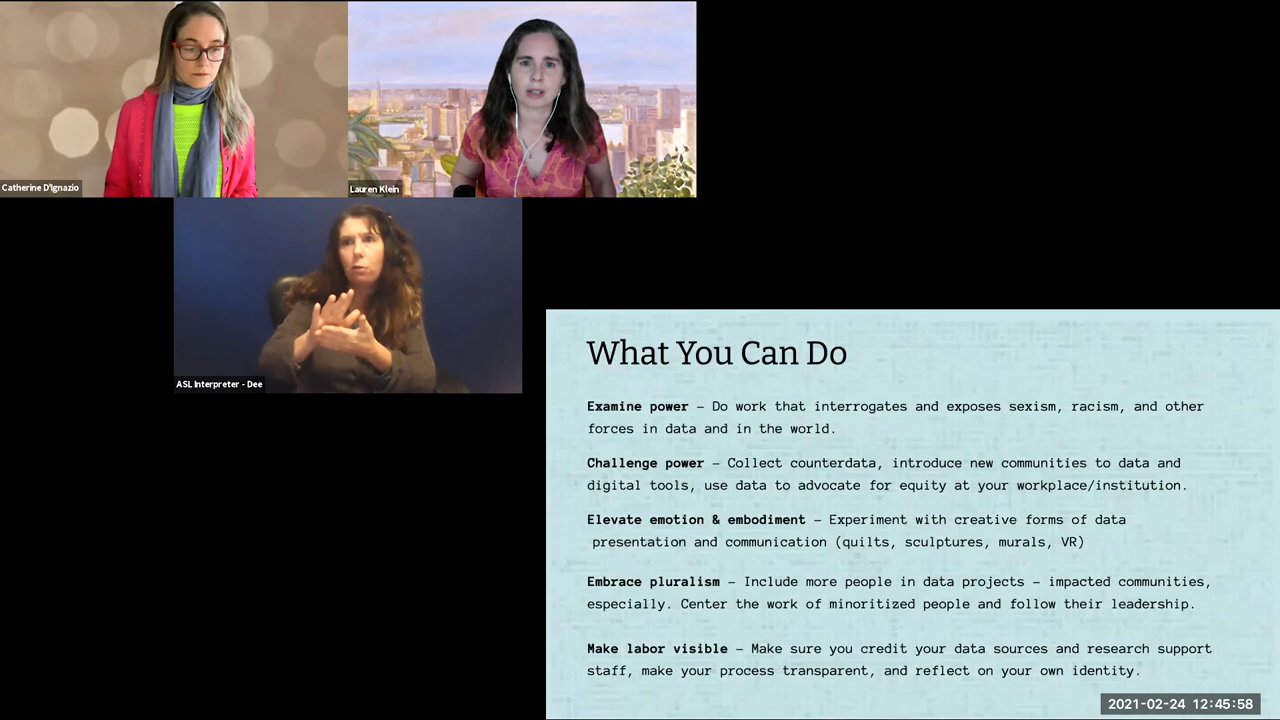 Catherine D'Ignazio
Lauren Klein
ASL Interpreter - Dee
What You Can Do
Examine power – Do work that interrogates and exposes sexism, racism, and other
forces in data and in the world.
Challenge power – Collect counterdata, introduce new communities to data and
digital tools, use data to advocate for equity at your workplace/institution.
Elevate emotion & embodiment – Experiment with creative forms of data
presentation and communication (quilts, sculptures, murals, VR)
Embrace pluralism – Include more people in data projects – impacted communities,
especially. Center the work of minoritized people and follow their leadership.
Make labor visible – Make sure you credit your data sources and research support
staff, make your process transparent, and reflect on your own identity.
2021-02-24 12:45:58